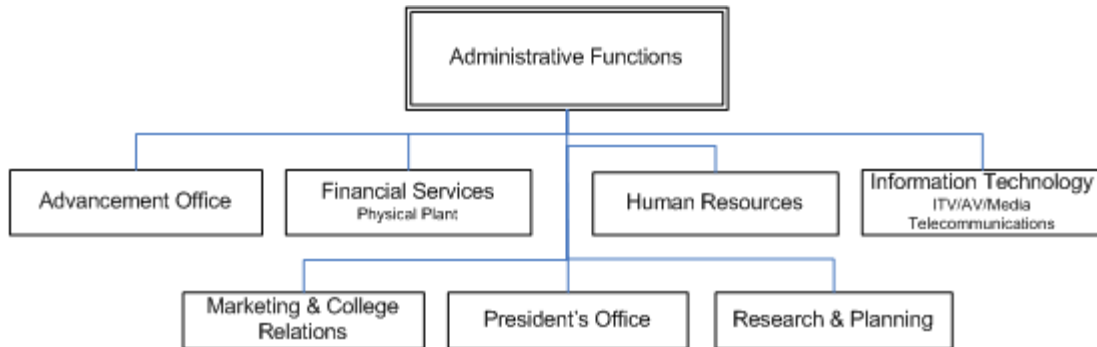 Administrative Functions
Advancement Office
Financial Services
Physical Plant
Human Resources
Information Technology
ITV/AV/Media
Telecommunications
Marketing & College
Relations
President's Office
Research & Planning